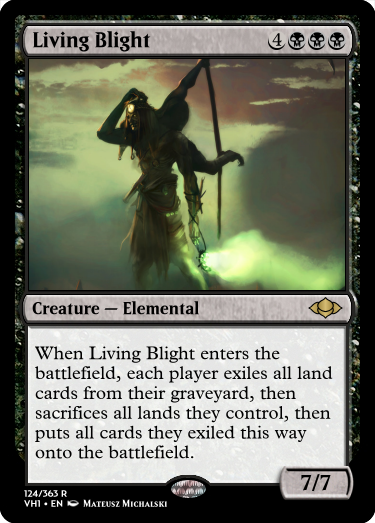 Living Blight 4
Creature — Elemental
When Living Blight enters the
battlefield, each player exiles all land
cards from their graveyard, then
sacrifices all lands they control, then
puts all cards they exiled this way
onto the battlefield.
7/7
124/363 R
VH1 • EN Mateusz Michalski